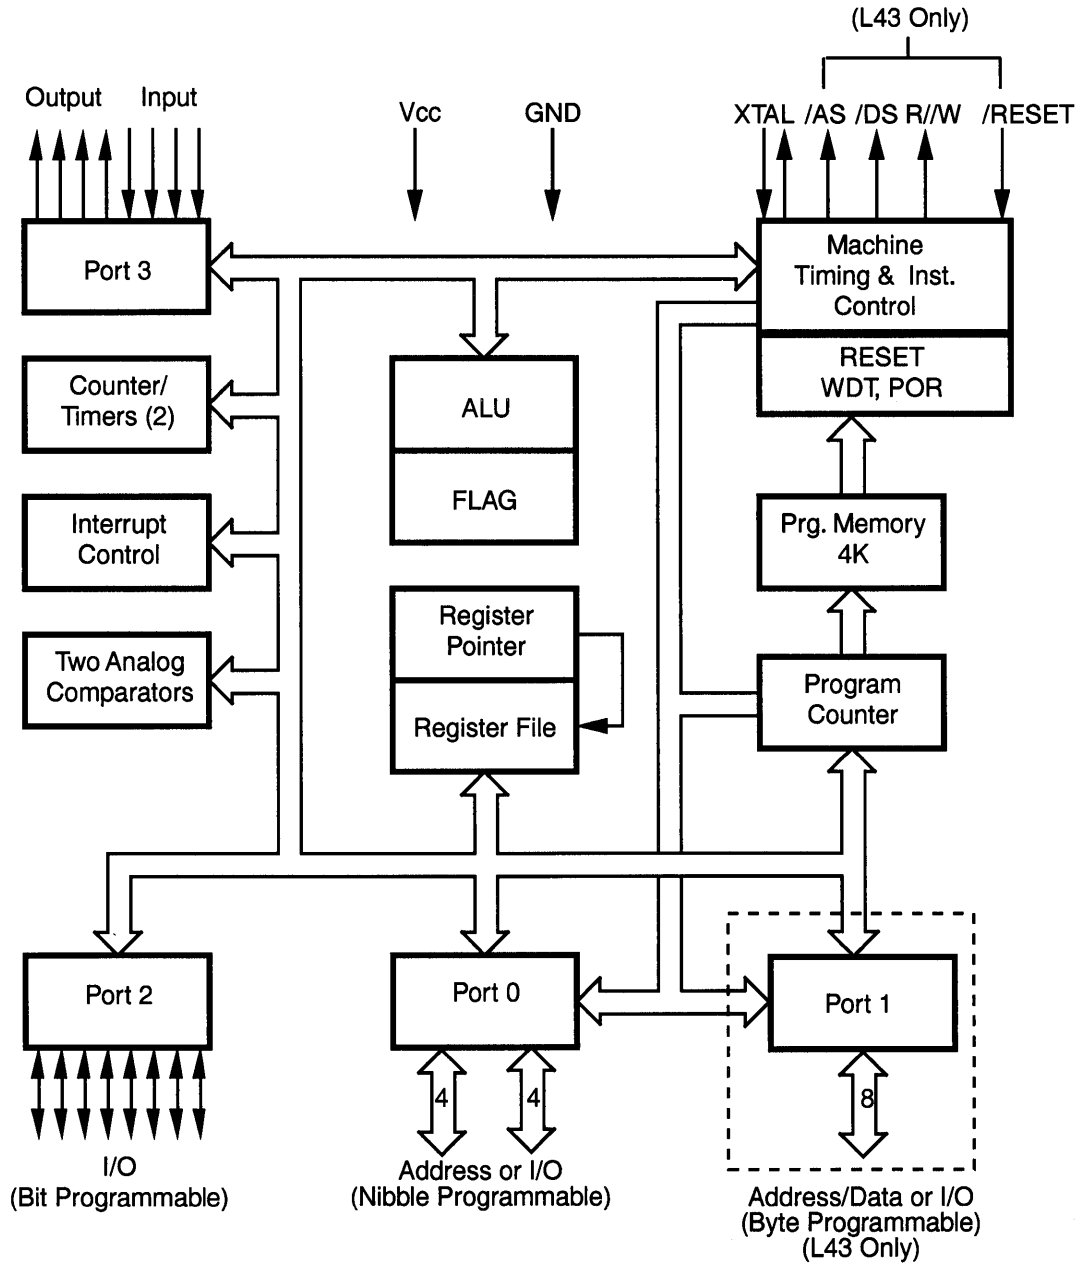 (L43 Only)
Output Input
Vcc
GND
XTAL /AS /DS R//W /RESET
Port 3
Machine
Timing & Inst.
Control
RESET
WDT, POR
Counter/
Timers (2)
ALU
FLAG
Interrupt
Control
Prg. Memory
4K
Register
Pointer
Register File
Two Analog
Comparators
Program
Counter
Port 2
Port 0
Port 1
4
4
8
I/O
(Bit Programmable)
Address or I/O
(Nibble Programmable)
Address/Data or I/O
(Byte Programmable)
(L43 Only)